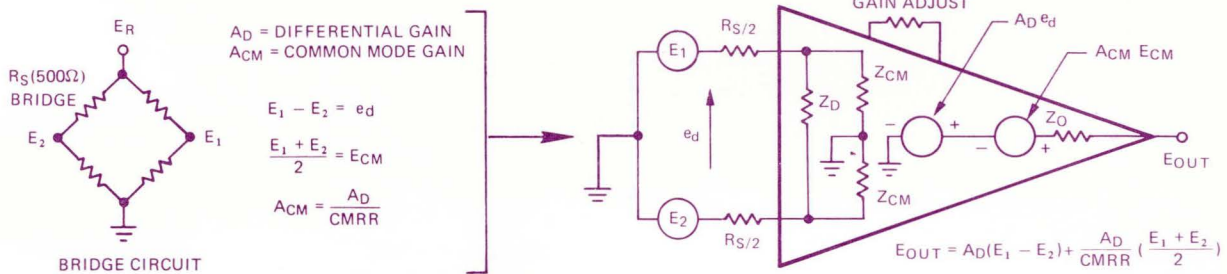 E_R
R_S(500Ω)
BRIDGE
E_2
E_1
BRIDGE CIRCUIT
A_D = DIFFERENTIAL GAIN
A_CM = COMMON MODE GAIN
E_1 − E_2 = e_d
(E_1 + E_2)/2 = E_CM
A_CM = A_D/CMRR
GAIN ADJUST
A_D e_d
A_CM E_CM
E_1
R_S/2
Z_CM
Z_D
e_d
− +
− +
Z_O
E_OUT
Z_CM
E_2
R_S/2
E_OUT = A_D(E_1 − E_2) + A_D/CMRR ((E_1 + E_2)/2)